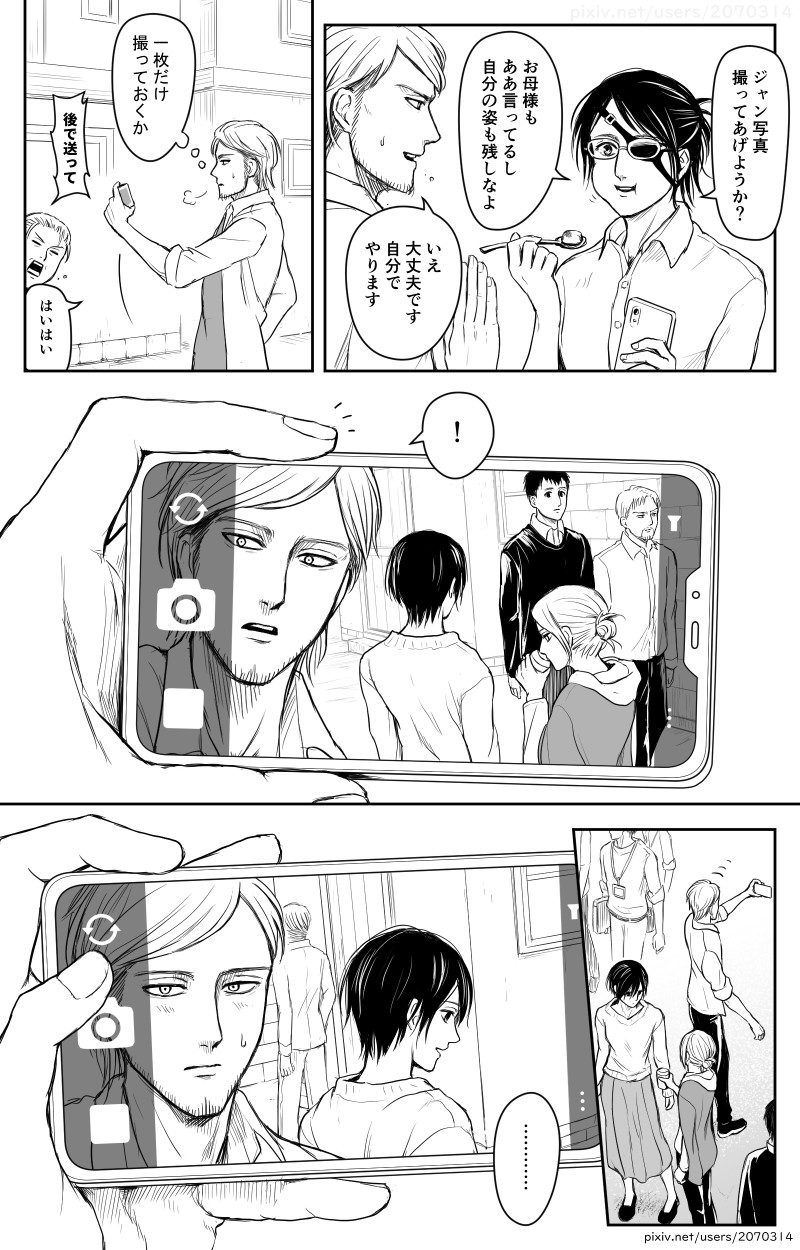 pixiv.net/users/2070314
ジャン写真
撮ってあげようか?
お母様も
ああ言ってるし
自分の姿も残しなよ
いえ
大丈夫です
自分で
やります
一枚だけ
撮っておくか
後で送って
はいはい
!
…………
pixiv.net/users/2070314